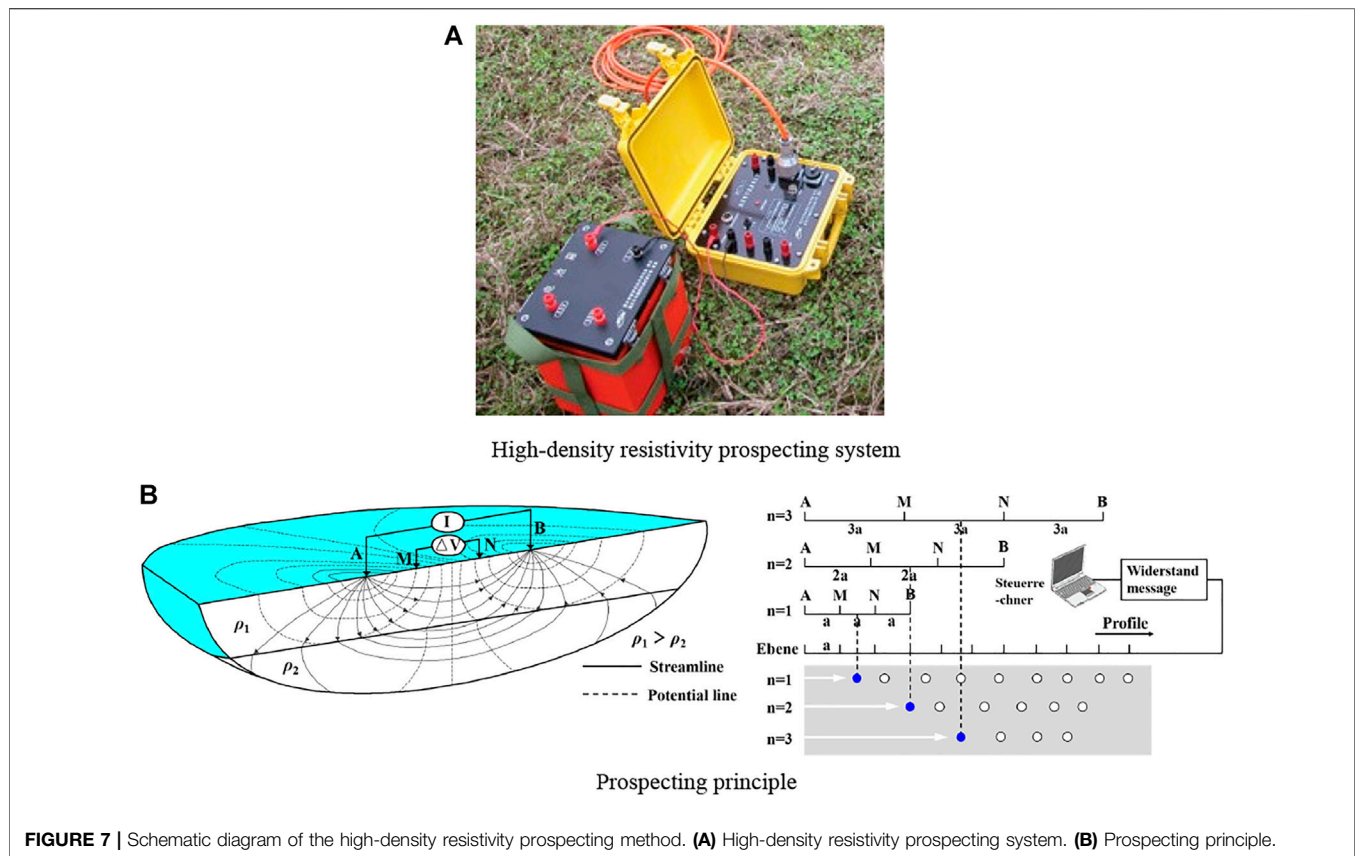 A
High-density resistivity prospecting system
B
I
A
B
M
△V
N
ρ1
ρ2
ρ1 > ρ2
Streamline
Potential line
A M N B
n=3
3a 3a 3a
A M N B
n=2
2a 2a
A M N B
n=1
a a a
Steuerre
-chner
Widerstand
message
Profile
Ebene a
n=1
n=2
n=3
Prospecting principle
FIGURE 7 | Schematic diagram of the high-density resistivity prospecting method. (A) High-density resistivity prospecting system. (B) Prospecting principle.